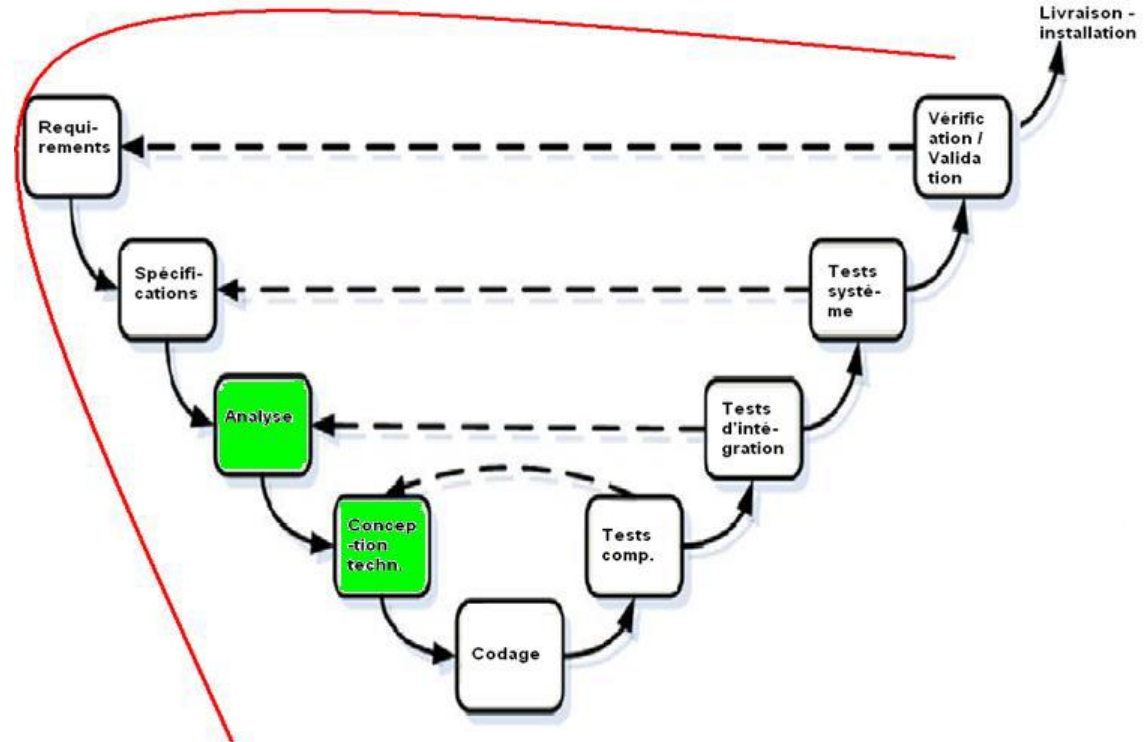 Livraison -
installation
Requi-
rements
Vérific
ation /
Valida
tion
Spécifi-
cations
Tests
systè-
me
Analyse
Tests
d'inté-
gration
Concep
-tion
techn.
Tests
comp.
Codage